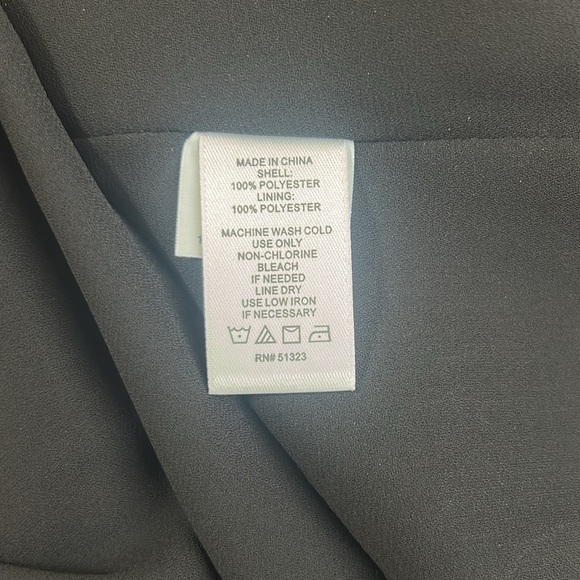 MADE IN CHINA
SHELL:
100% POLYESTER
LINING:
100% POLYESTER
MACHINE WASH COLD
USE ONLY
NON-CHLORINE
BLEACH
IF NEEDED
LINE DRY
USE LOW IRON
IF NECESSARY
RN# 51323